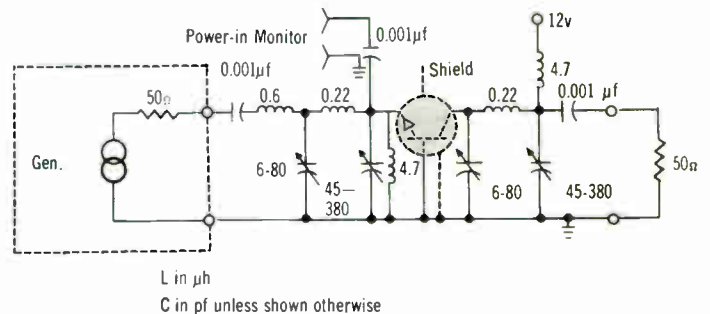 12v
Power-in Monitor
0.001µf
4.7
0.001µf
Shield
0.001 µf
50Ω
0.6
0.22
0.22
Gen.
6-80
45—
380
4.7
6-80
45-380
50Ω
L in µh
C in pf unless shown otherwise